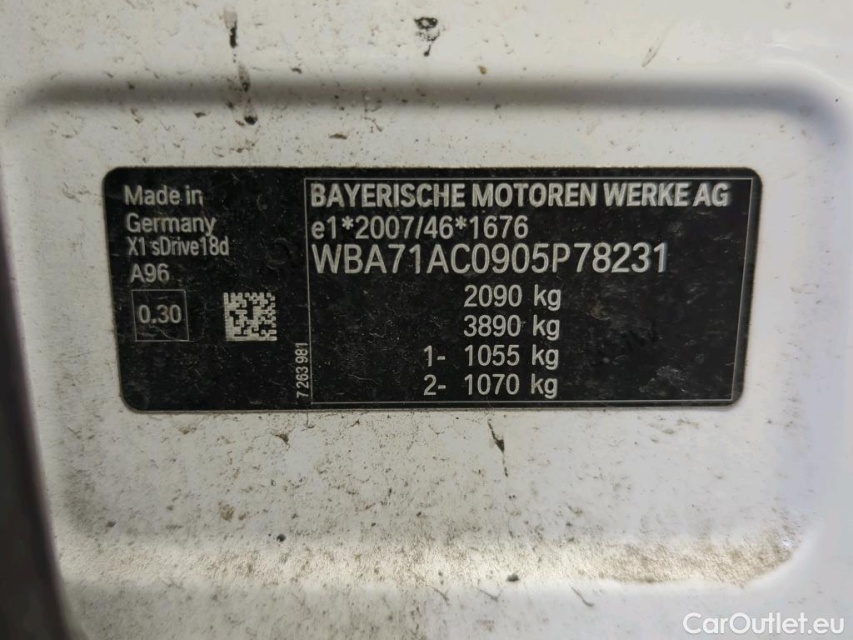 Made in
Germany
X1 sDrive18d
A96
0.30
7 263 981
BAYERISCHE MOTOREN WERKE AG
e1*2007/46*1676
WBA71AC0905P78231
2090 kg
3890 kg
1- 1055 kg
2- 1070 kg
CarOutlet.eu